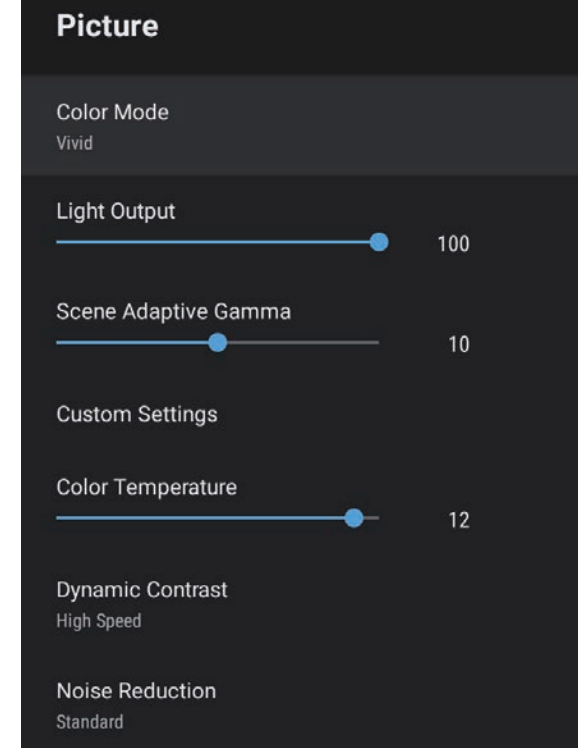 Picture
Color Mode
Vivid
Light Output
100
Scene Adaptive Gamma
10
Custom Settings
Color Temperature
12
Dynamic Contrast
High Speed
Noise Reduction
Standard